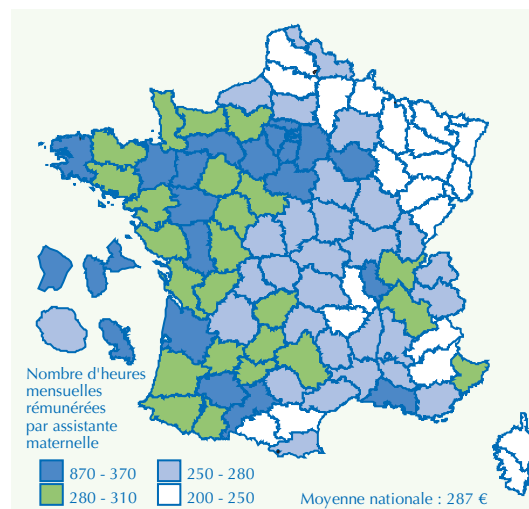 Nombre d'heures
mensuelles
rémunérées
par assistante
maternelle
870 - 370
250 - 280
280 - 310
200 - 250
Moyenne nationale : 287 €